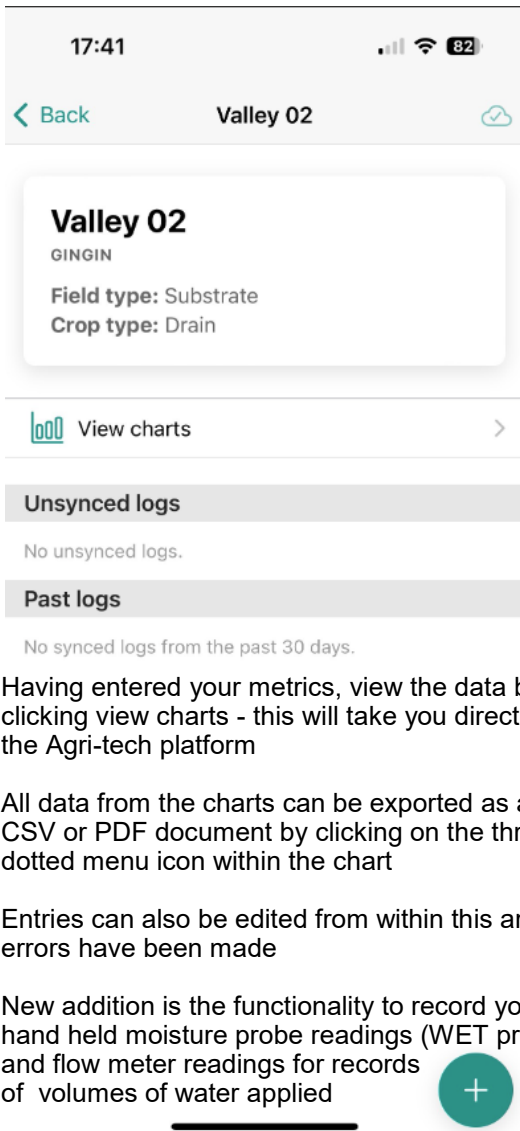 17:41
82
Back
Valley 02
Valley 02
GINGIN
Field type: Substrate
Crop type: Drain
View charts
Unsynced logs
No unsynced logs.
Past logs
No synced logs from the past 30 days.
Having entered your metrics, view the data
clicking view charts - this will take you
the Agri-tech platform
All data from the charts can be exported as
CSV or PDF document by clicking on the
dotted menu icon within the chart
Entries can also be edited from within this
errors have been made
New addition is the functionality to record
hand held moisture probe readings (WET
and flow meter readings for records
of volumes of water applied
+